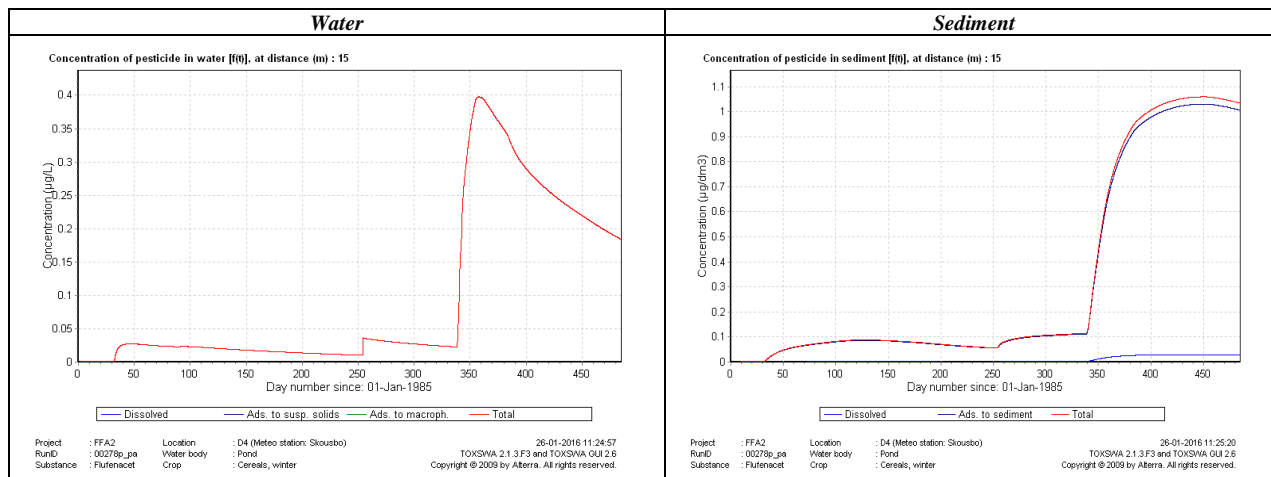 Water
Sediment
Concentration of pesticide in water [f(t)], at distance (m) : 15
Concentration (µg/L)
0.4
0.35
0.3
0.25
0.2
0.15
0.1
0.05
0
0 50 100 150 200 250 300 350 400 450
Day number since: 01-Jan-1985
Dissolved Ads. to susp. solids Ads. to macroph. Total
Project : FFA2 Location : D4 (Meteo station: Skousbo) 26-01-2016 11:24:57
RunID : 00278p_pa Water body : Pond TOXSWA 2.1.3.F3 and TOXSWA GUI 2.6
Substance : Flufenacet Crop : Cereals, winter Copyright © 2009 by Alterra. All rights reserved.
Concentration of pesticide in sediment [f(t)], at distance (m) : 15
Concentration (µg/dm3)
1.1
1
0.9
0.8
0.7
0.6
0.5
0.4
0.3
0.2
0.1
0
0 50 100 150 200 250 300 350 400 450
Day number since: 01-Jan-1985
Dissolved Ads. to sediment Total
Project : FFA2 Location : D4 (Meteo station: Skousbo) 26-01-2016 11:25:20
RunID : 00278p_pa Water body : Pond TOXSWA 2.1.3.F3 and TOXSWA GUI 2.6
Substance : Flufenacet Crop : Cereals, winter Copyright © 2009 by Alterra. All rights reserved.